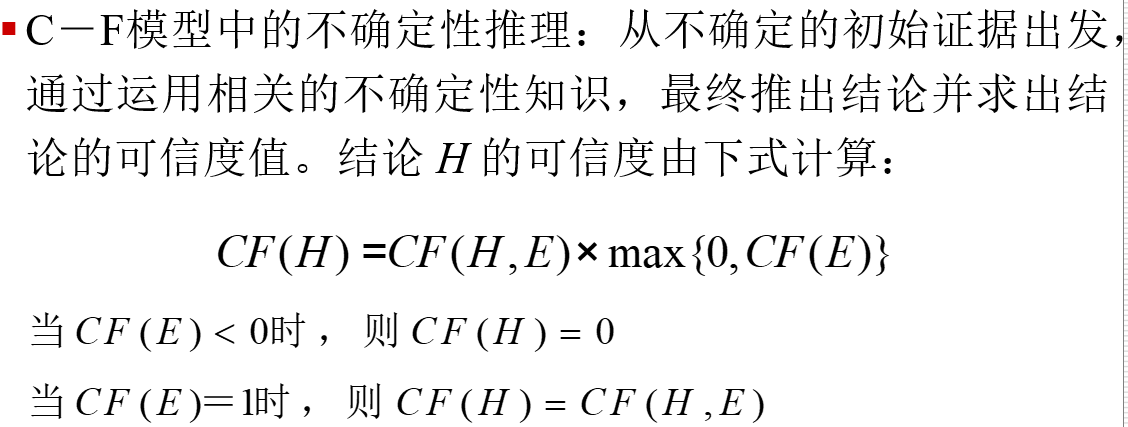 C－F模型中的不确定性推理：从不确定的初始证据出发，
通过运用相关的不确定性知识，最终推出结论并求出结
论的可信度值。结论 H 的可信度由下式计算：
CF(H) =CF(H,E)× max{0,CF(E)}
当 CF (E) < 0时， 则 CF (H ) = 0
当 CF (E)＝1时， 则 CF (H ) = CF (H ,E )